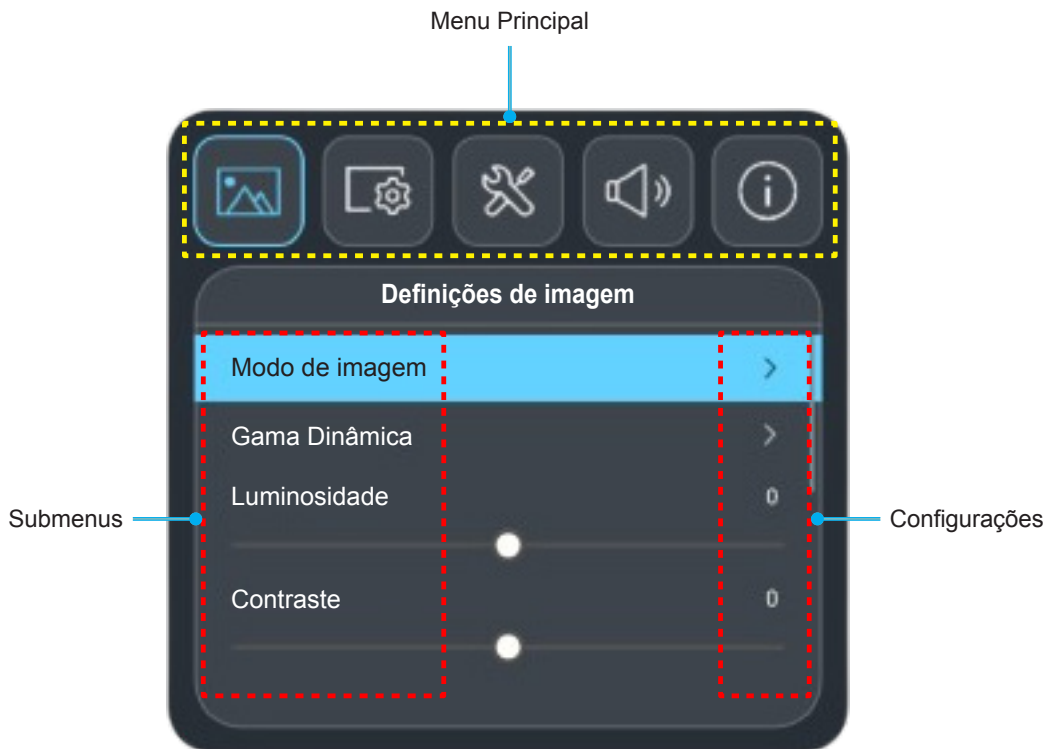 Menu Principal
Definições de imagem
Modo de imagem
Gama Dinâmica
Luminosidade 0
Submenus
Configurações
Contraste 0